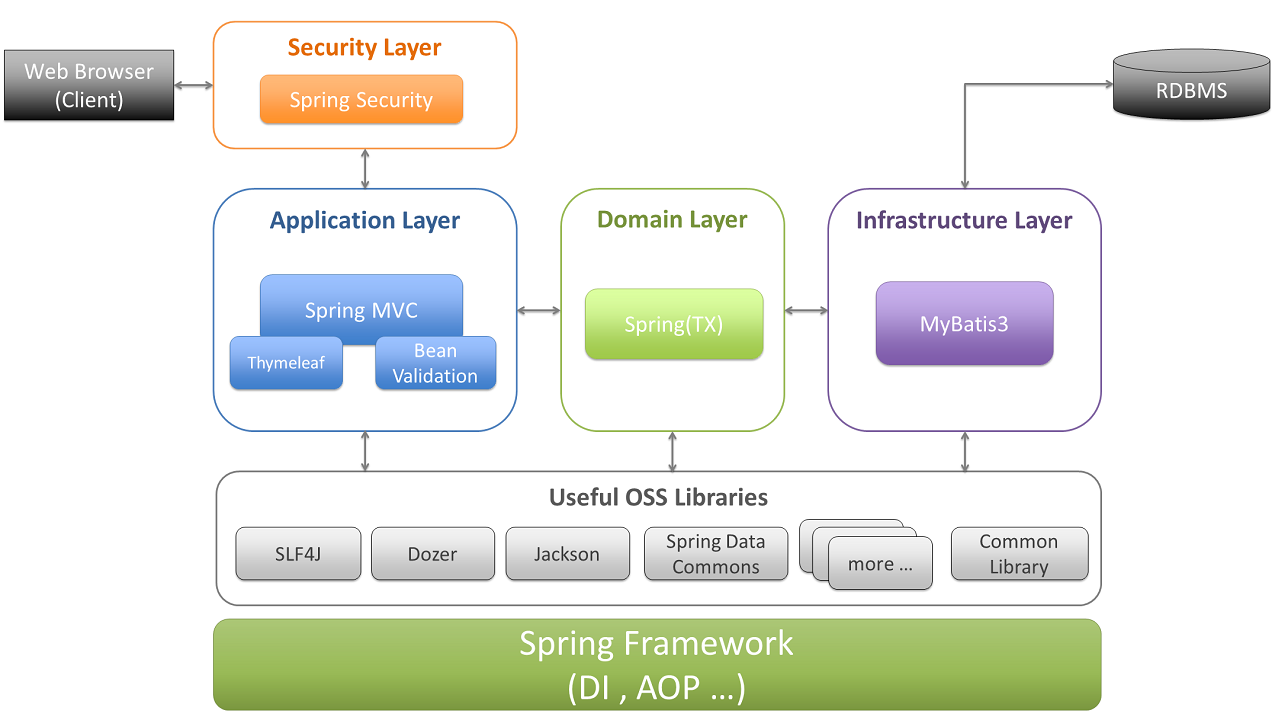 Security Layer
Web Browser
(Client)
Spring Security
RDBMS
Application Layer
Domain Layer
Infrastructure Layer
Spring MVC
Spring(TX)
MyBatis3
Thymeleaf
Bean
Validation
Useful OSS Libraries
SLF4J
Dozer
Jackson
Spring Data
Commons
more ...
Common
Library
Spring Framework
(DI , AOP ...)